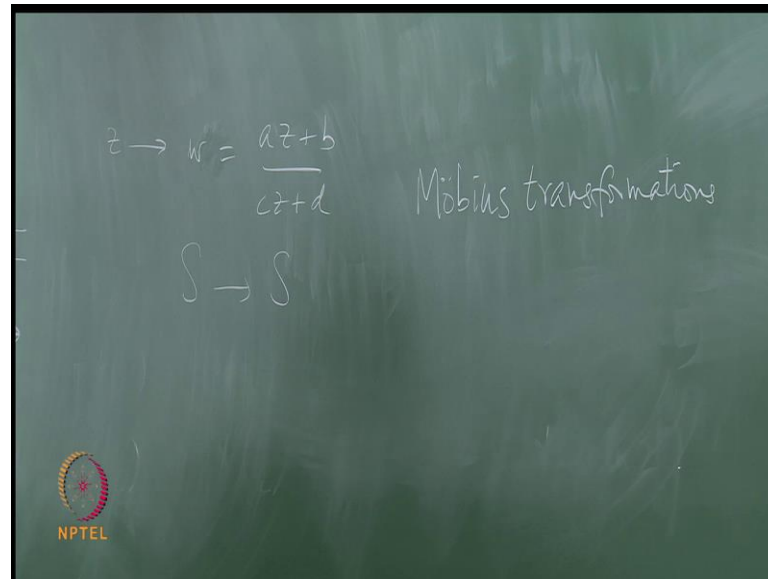 z → w = az+b / cz+d
Möbius transformations
S → S
NPTEL